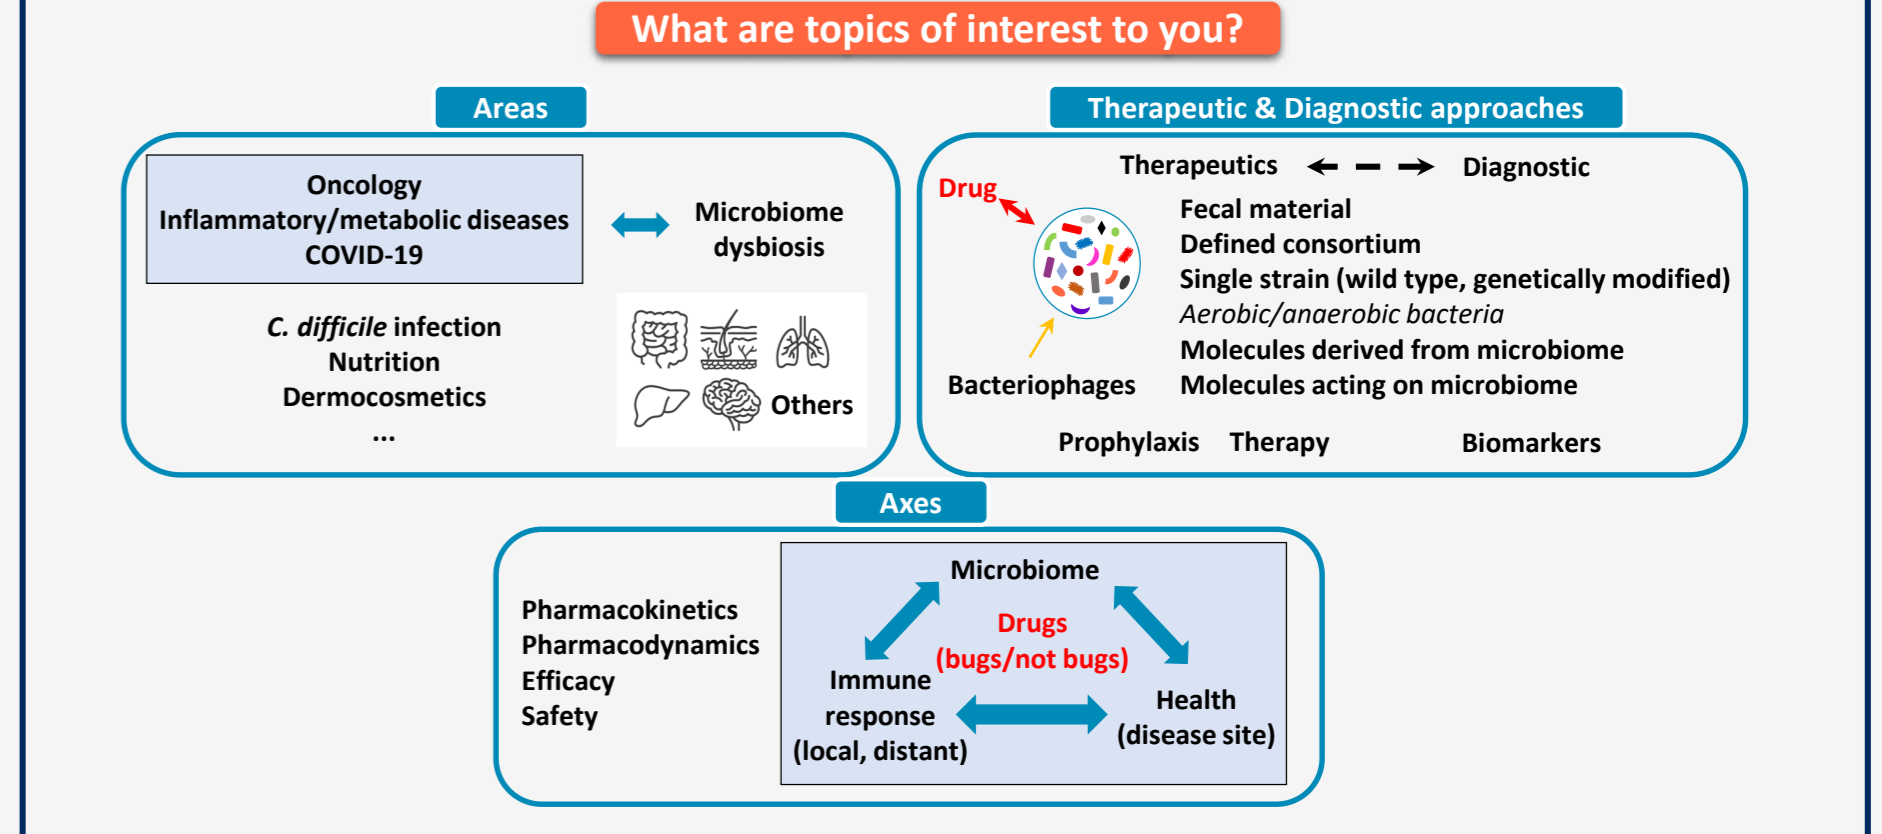 What are topics of interest to you?
Areas
Oncology
Inflammatory/metabolic diseases
COVID-19
Microbiome
dysbiosis
C. difficile infection
Nutrition
Dermocosmetics
...
Others
Therapeutic & Diagnostic approaches
Therapeutics
Diagnostic
Drug
Fecal material
Defined consortium
Single strain (wild type, genetically modified)
Aerobic/anaerobic bacteria
Molecules derived from microbiome
Molecules acting on microbiome
Bacteriophages
Prophylaxis
Therapy
Biomarkers
Axes
Pharmacokinetics
Pharmacodynamics
Efficacy
Safety
Microbiome
Drugs
(bugs/not bugs)
Immune
response
(local, distant)
Health
(disease site)